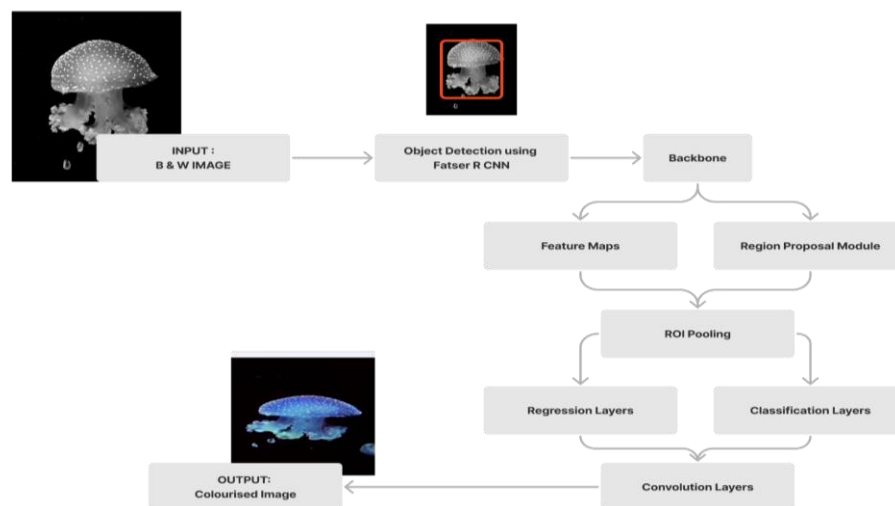 INPUT :
B & W IMAGE
Object Detection using
Fatser R CNN
Backbone
Feature Maps
Region Proposal Module
ROI Pooling
Regression Layers
Classification Layers
OUTPUT:
Colourised Image
Convolution Layers